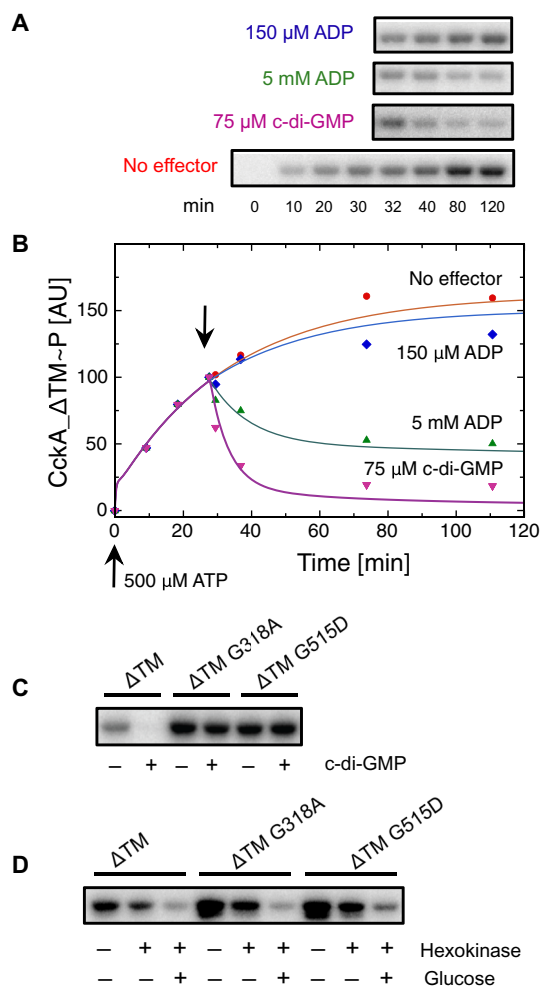 A
150 µM ADP
5 mM ADP
75 µM c-di-GMP
No effector
min 0 10 20 30 32 40 80 120
B
CckA_ΔTM~P [AU]
150
100
50
0
No effector
150 µM ADP
5 mM ADP
75 µM c-di-GMP
0 20 40 60 80 100 120
Time [min]
500 µM ATP
C
ΔTM ΔTM G318A ΔTM G515D
– + – + – + c-di-GMP
D
ΔTM ΔTM G318A ΔTM G515D
– + + – + + – + + Hexokinase
– – + – – + – – + Glucose